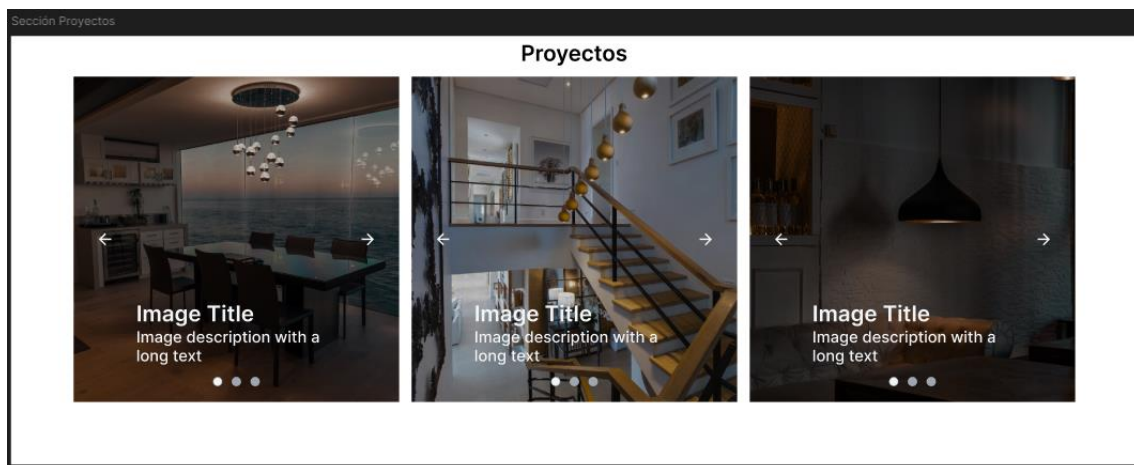 Sección Proyectos
Proyectos
Image Title
Image description with a
long text
Image Title
Image description with a
long text
Image Title
Image description with a
long text